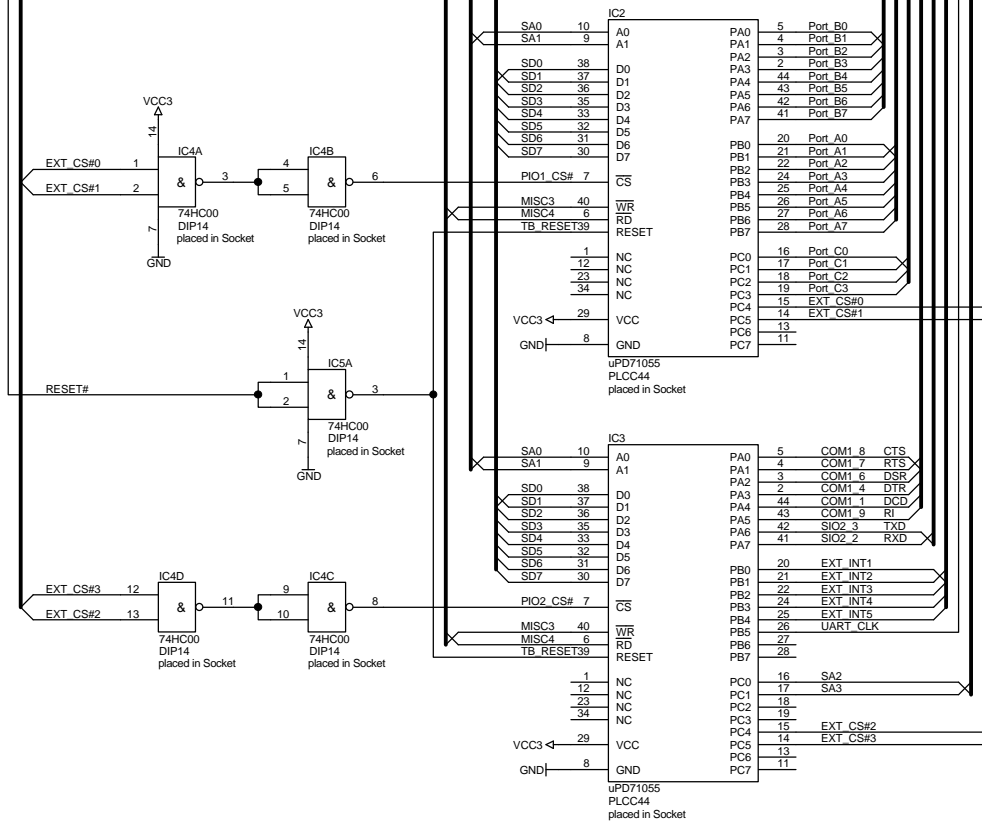 IC2
SA0 10 A0 PA0 5 Port_B0
SA1 9 A1 PA1 4 Port_B1
PA2 3 Port_B2
SD0 38 D0 PA3 2 Port_B3
SD1 37 D1 PA4 44 Port_B4
SD2 36 D2 PA5 43 Port_B5
SD3 35 D3 PA6 42 Port_B6
SD4 33 D4 PA7 41 Port_B7
SD5 32 D5
SD6 31 D6 PB0 20 Port_A0
SD7 30 D7 PB1 21 Port_A1
PB2 22 Port_A2
PIO1_CS# 7 CS PB3 24 Port_A3
PB4 25 Port_A4
MISC3 40 WR PB5 26 Port_A5
MISC4 6 RD PB6 27 Port_A6
TB_RESET39 RESET PB7 28 Port_A7
1 NC PC0 16 Port_C0
12 NC PC1 17 Port_C1
23 NC PC2 18 Port_C2
34 NC PC3 19 Port_C3
PC4 15 EXT_CS#0
VCC3 29 VCC PC5 14 EXT_CS#1
PC6 13
GND 8 GND PC7 11
uPD71055
PLCC44
placed in Socket
VCC3
14
IC4A
EXT_CS#0 1
EXT_CS#1 2
& 3
74HC00
DIP14
placed in Socket
7
GND
IC4B
4
5
& 6
74HC00
DIP14
placed in Socket
VCC3
14
IC5A
RESET# 1
2
& 3
74HC00
DIP14
placed in Socket
7
GND
IC3
SA0 10 A0 PA0 5 COM1_8 CTS
SA1 9 A1 PA1 4 COM1_7 RTS
PA2 3 COM1_6 DSR
SD0 38 D0 PA3 2 COM1_4 DTR
SD1 37 D1 PA4 44 COM1_1 DCD
SD2 36 D2 PA5 43 COM1_9 RI
SD3 35 D3 PA6 42 SIO2_3 TXD
SD4 33 D4 PA7 41 SIO2_2 RXD
SD5 32 D5
SD6 31 D6 PB0 20 EXT_INT1
SD7 30 D7 PB1 21 EXT_INT2
PB2 22 EXT_INT3
PIO2_CS# 7 CS PB3 24 EXT_INT4
PB4 25 EXT_INT5
MISC3 40 WR PB5 26 UART_CLK
MISC4 6 RD PB6 27
TB_RESET39 RESET PB7 28
1 NC PC0 16 SA2
12 NC PC1 17 SA3
23 NC PC2 18
34 NC PC3 19
PC4 15 EXT_CS#2
VCC3 29 VCC PC5 14 EXT_CS#3
PC6 13
GND 8 GND PC7 11
uPD71055
PLCC44
placed in Socket
IC4D
EXT_CS#3 12
EXT_CS#2 13
& 11
74HC00
DIP14
placed in Socket
IC4C
9
10
& 8
74HC00
DIP14
placed in Socket